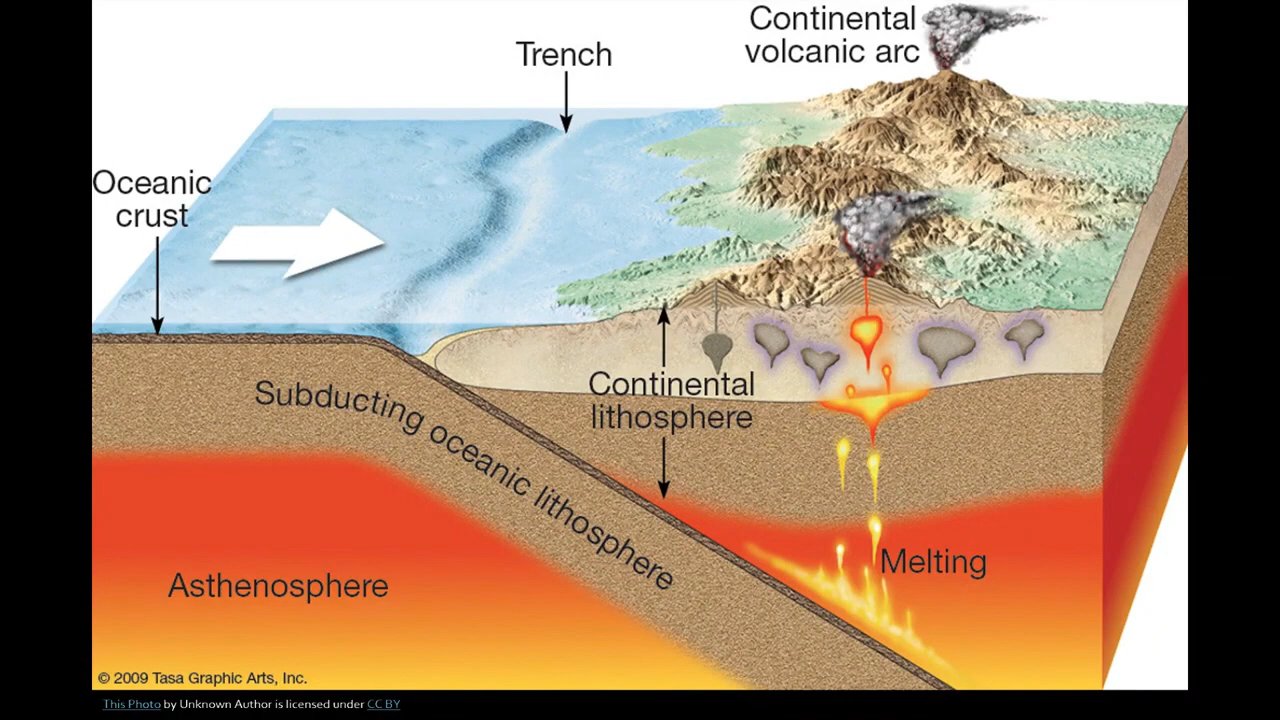 Continental
volcanic arc
Trench
Oceanic
crust
Continental
lithosphere
Subducting oceanic lithosphere
Melting
Asthenosphere
© 2009 Tasa Graphic Arts, Inc.
This Photo by Unknown Author is licensed under CC BY